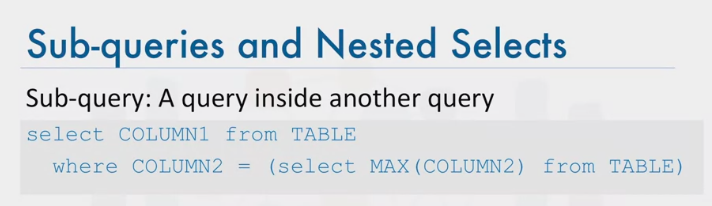 Sub-queries and Nested Selects
Sub-query: A query inside another query
select COLUMN1 from TABLE
where COLUMN2 = (select MAX(COLUMN2) from TABLE)